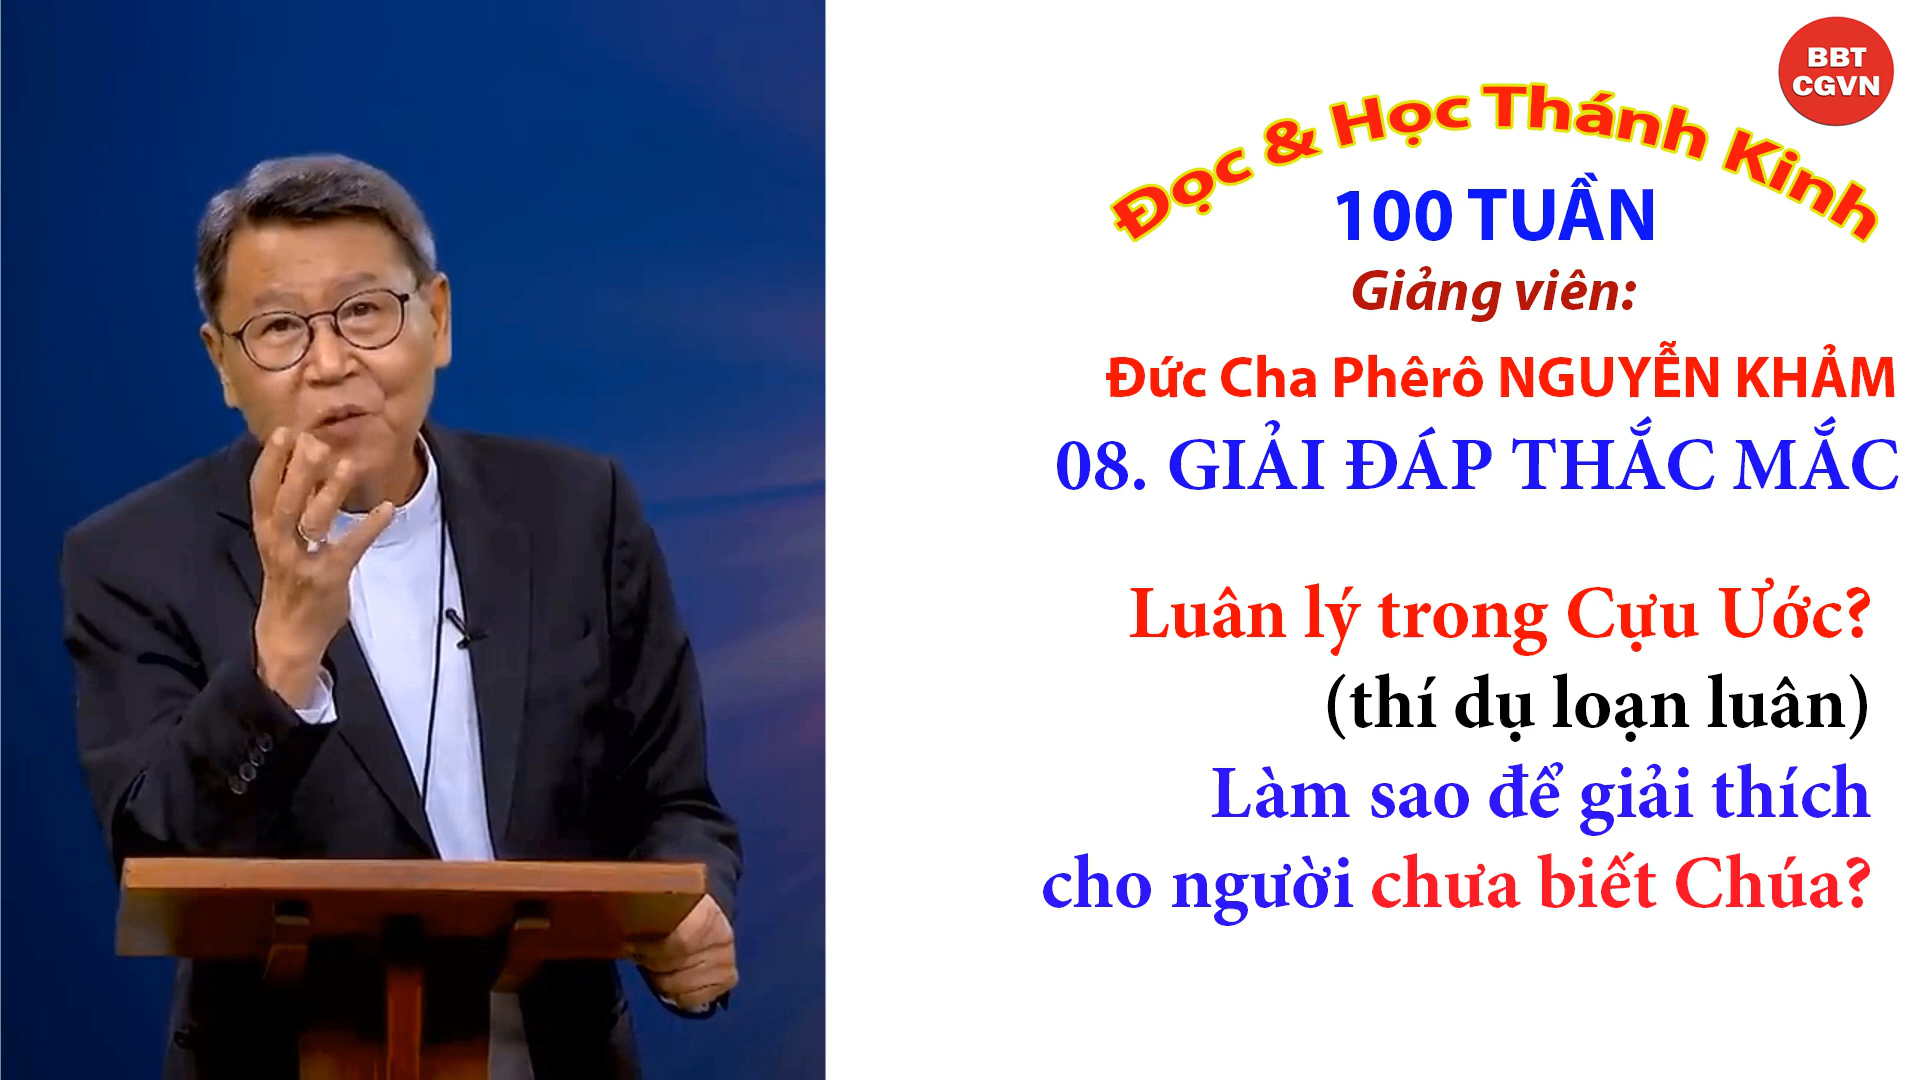 BBT
CGVN
Đọc & Học Thánh Kinh
100 TUẦN
Giảng viên:
Đức Cha Phêrô NGUYỄN KHẢM
08. GIẢI ĐÁP THẮC MẮC
Luân lý trong Cựu Ước?
(thí dụ loạn luân)
Làm sao để giải thích
cho người chưa biết Chúa?